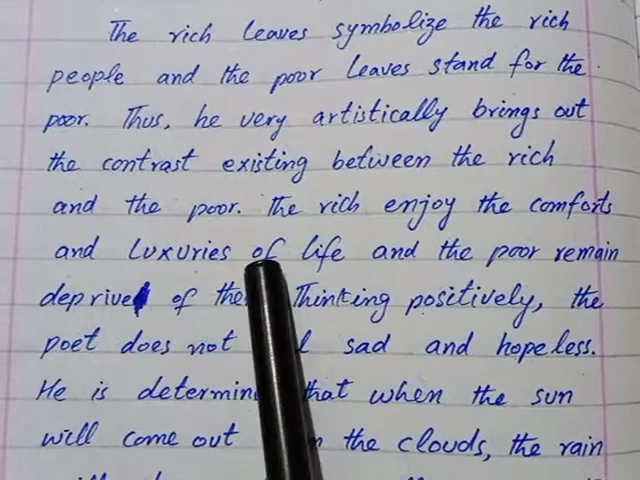 The rich leaves symbolize the rich
people and the poor leaves stand for the
poor. Thus, he very artistically brings out
the contrast existing between the rich
and the poor. The rich enjoy the comforts
and luxuries of life and the poor remain
deprived of the Thinking positively, the
poet does not sad and hopeless.
He is that when the sun
will come out the clouds, the rain